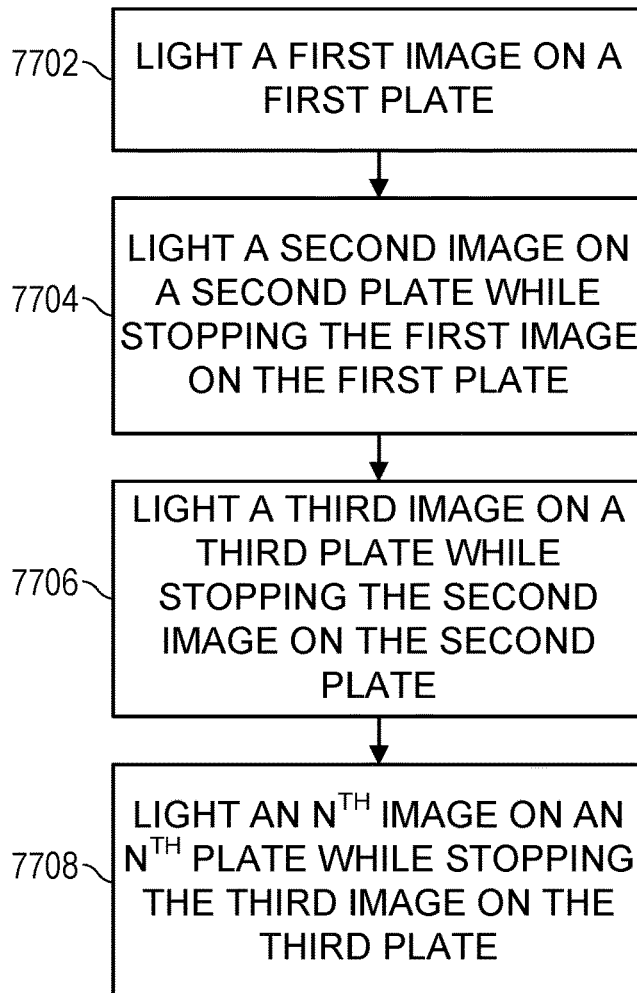 7702
LIGHT A FIRST IMAGE ON A
FIRST PLATE
7704
LIGHT A SECOND IMAGE ON
A SECOND PLATE WHILE
STOPPING THE FIRST IMAGE
ON THE FIRST PLATE
7706
LIGHT A THIRD IMAGE ON A
THIRD PLATE WHILE
STOPPING THE SECOND
IMAGE ON THE SECOND
PLATE
7708
LIGHT AN Nᵀᴴ IMAGE ON AN
Nᵀᴴ PLATE WHILE STOPPING
THE THIRD IMAGE ON THE
THIRD PLATE